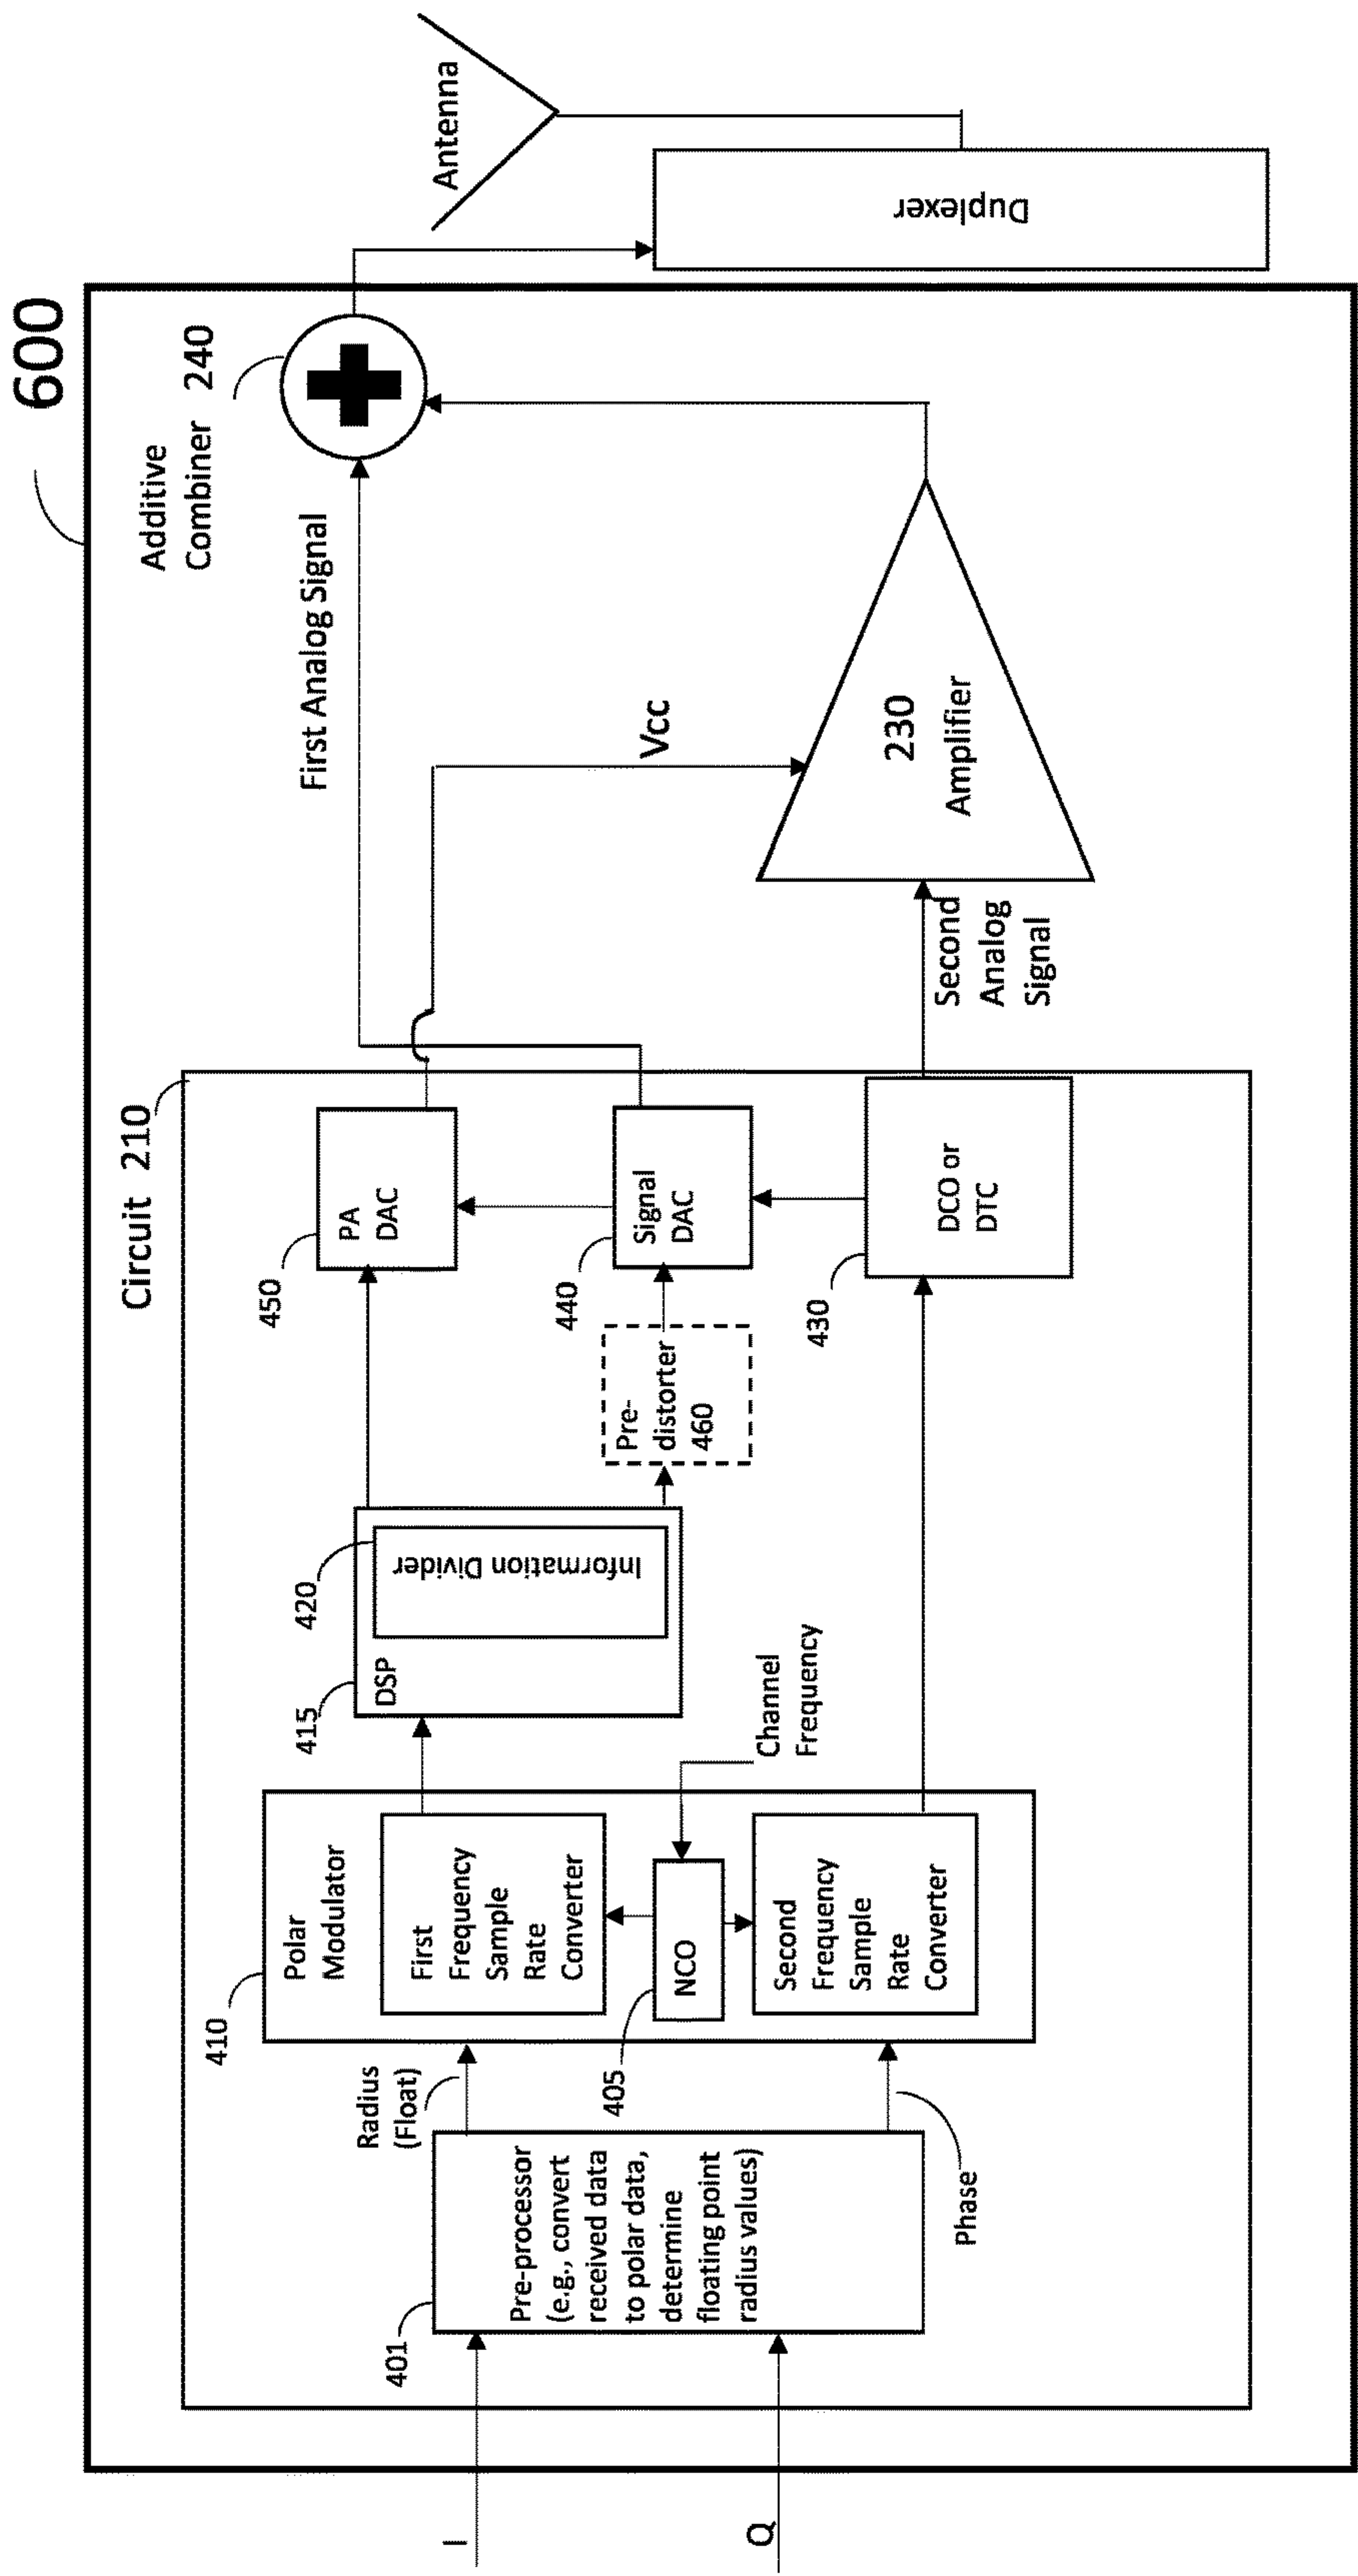 600
Additive
Combiner 240
Antenna
Duplexer
First Analog Signal
Vcc
230
Amplifier
Second
Analog
Signal
Circuit 210
450
PA
DAC
440
Signal
DAC
430
DCO or
DTC
Pre-
distorter
460
420
Information Divider
415
DSP
Channel
Frequency
410
Polar
Modulator
First
Frequency
Sample
Rate
Converter
405
NCO
Second
Frequency
Sample
Rate
Converter
Radius
(Float)
Phase
401
Pre-processor
(e.g., convert
received data
to polar data,
determine
floating point
radius values)
I
Q